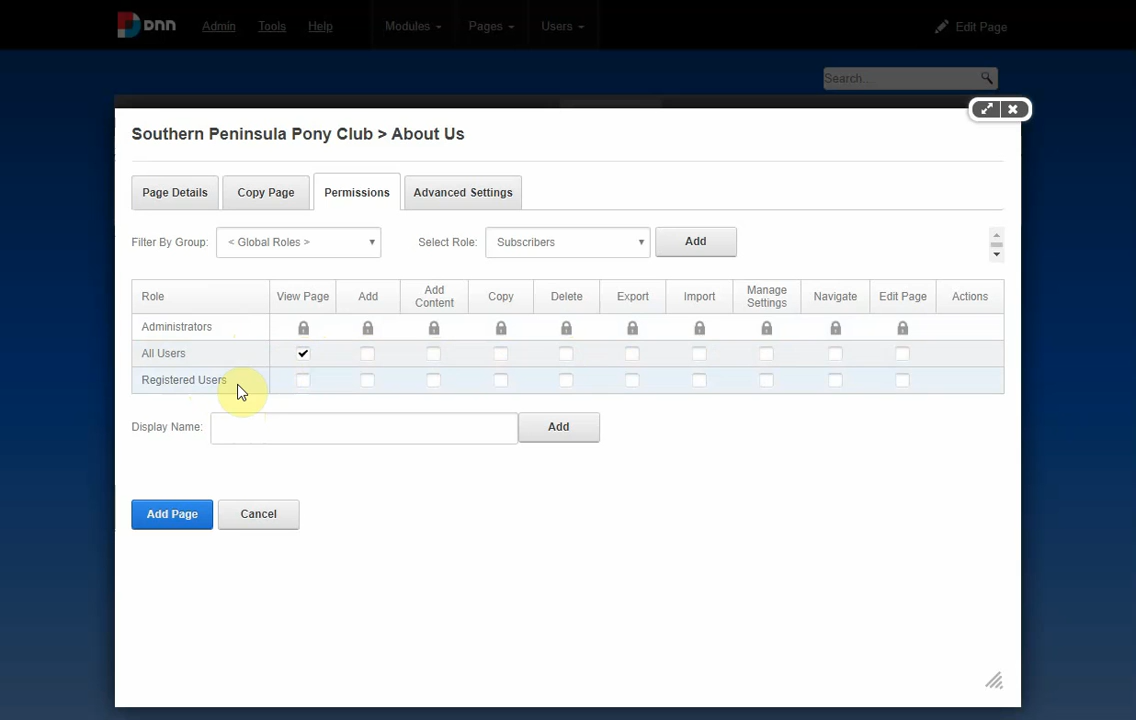 DNN Admin Tools Help Modules Pages Users Edit Page
Search...
Southern Peninsula Pony Club > About Us
Page Details Copy Page Permissions Advanced Settings
Filter By Group: < Global Roles > Select Role: Subscribers Add
Role View Page Add Add Content Copy Delete Export Import Manage Settings Navigate Edit Page Actions
Administrators
All Users
Registered Users
Display Name: Add
Add Page Cancel